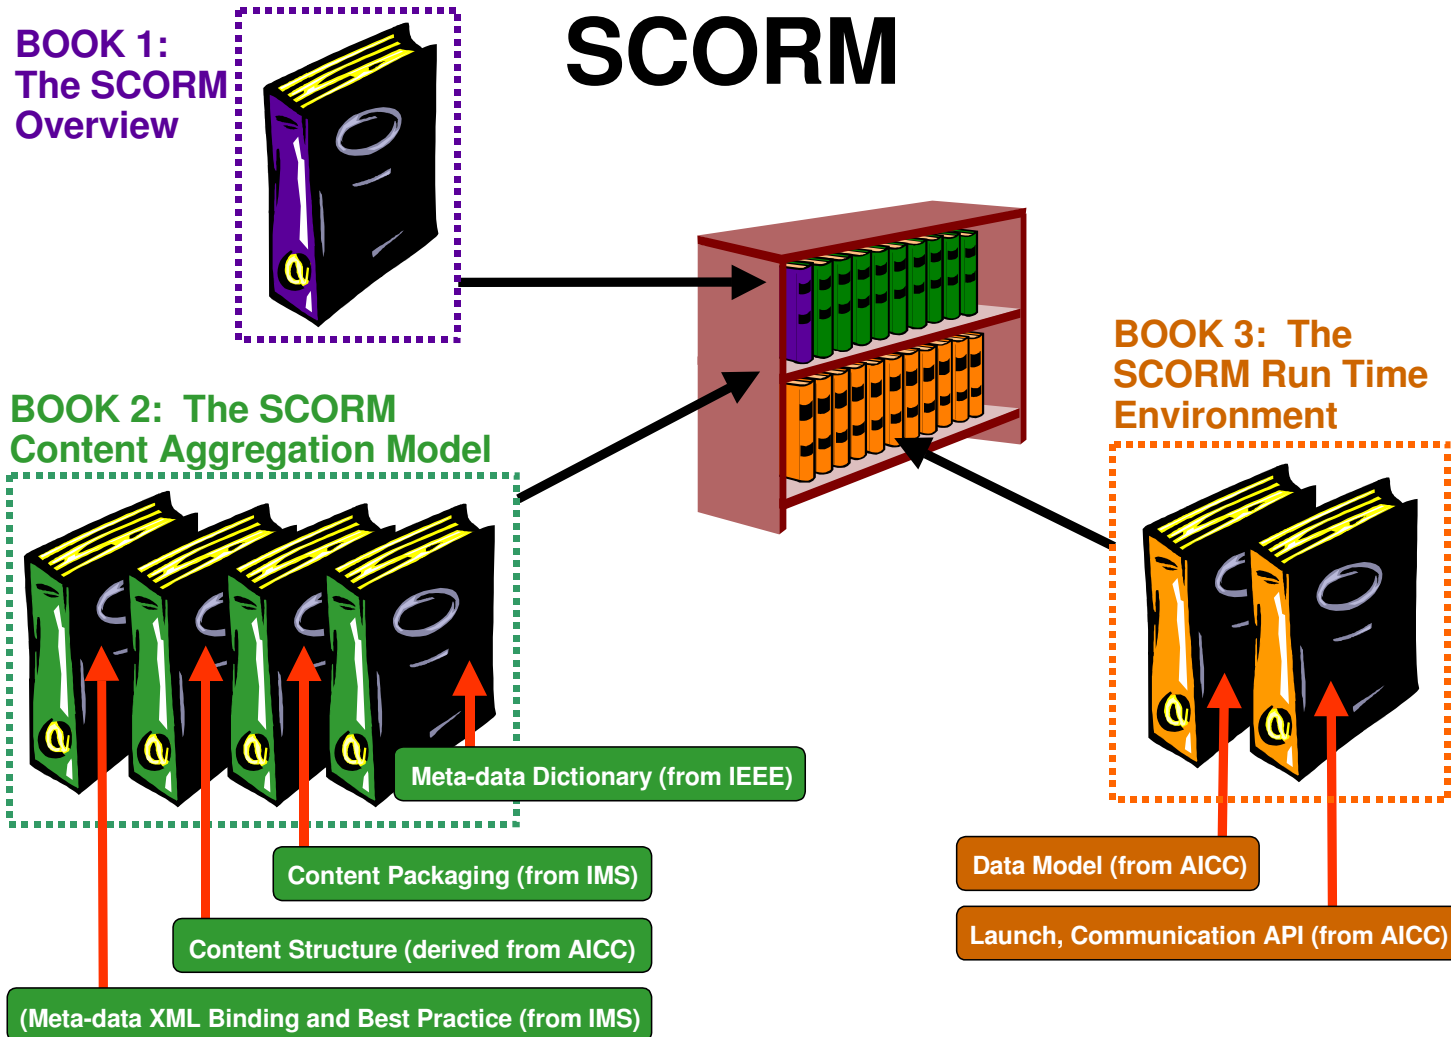 SCORM
BOOK 1:
The SCORM
Overview
BOOK 3:  The
SCORM Run Time
Environment
BOOK 2:  The SCORM
Content Aggregation Model
Meta-data Dictionary (from IEEE)
Content Packaging (from IMS)
Content Structure (derived from AICC)
(Meta-data XML Binding and Best Practice (from IMS)
Data Model (from AICC)
Launch, Communication API (from AICC)